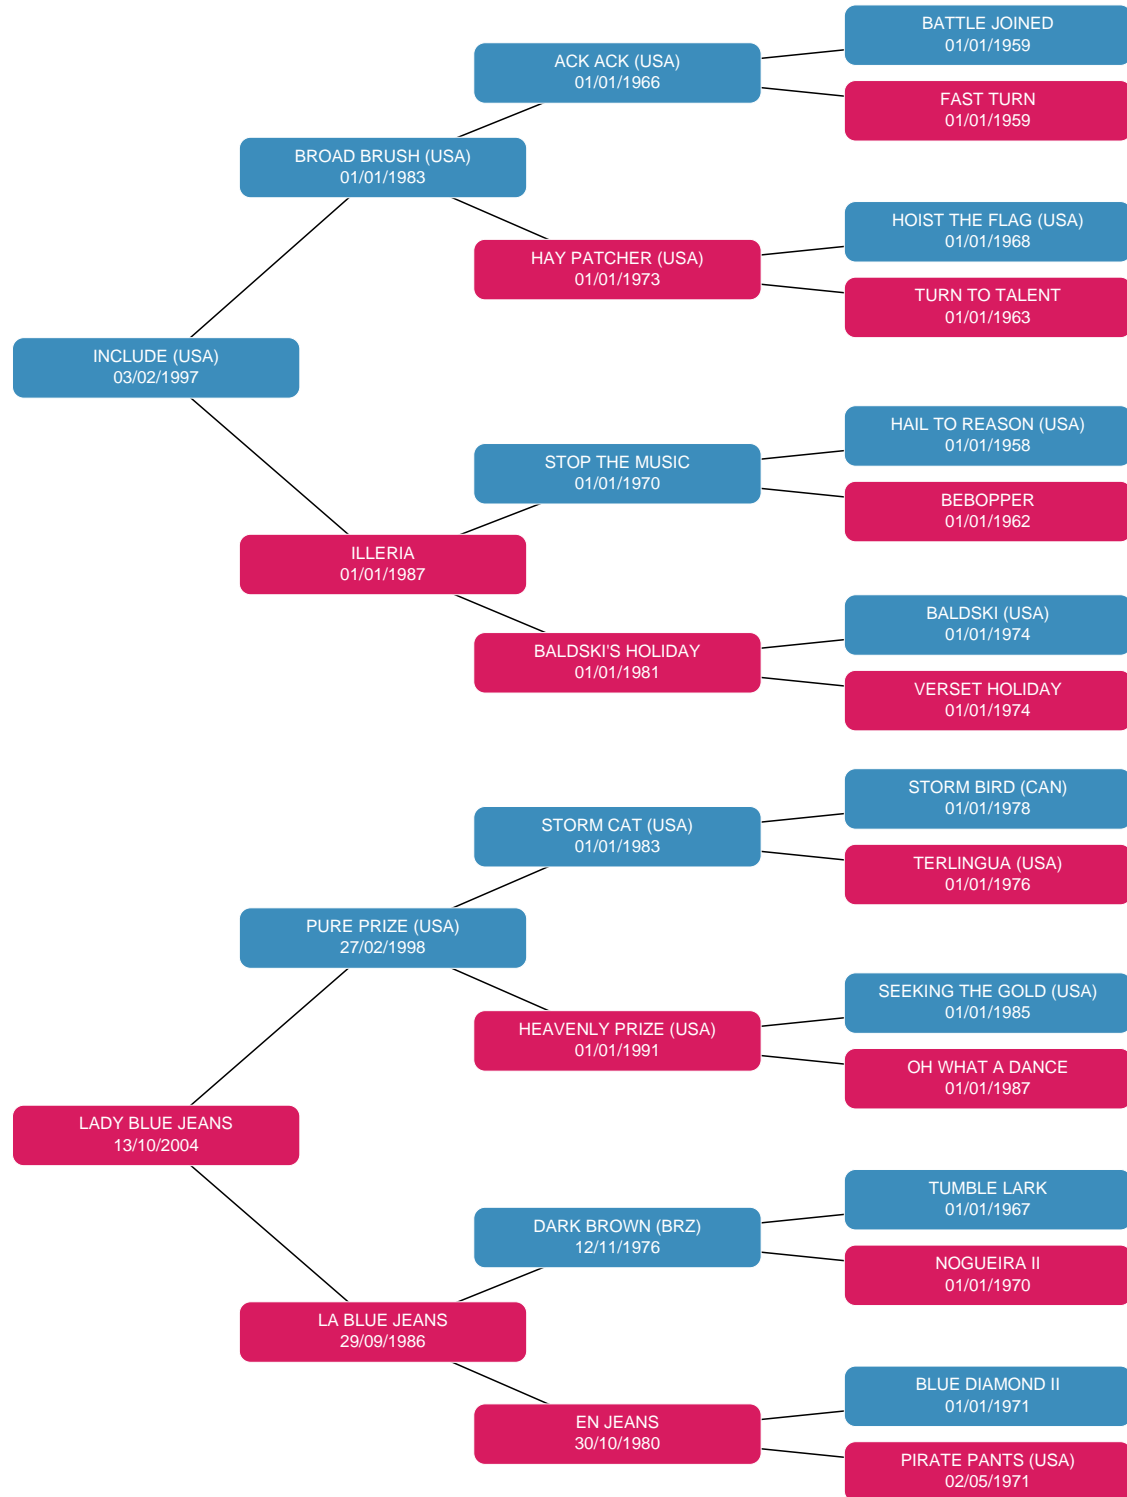 BATTLE JOINED
01/01/1959
ACK ACK (USA)
01/01/1966
FAST TURN
01/01/1959
BROAD BRUSH (USA)
01/01/1983
HOIST THE FLAG (USA)
01/01/1968
HAY PATCHER (USA)
01/01/1973
TURN TO TALENT
01/01/1963
INCLUDE (USA)
03/02/1997
HAIL TO REASON (USA)
01/01/1958
STOP THE MUSIC
01/01/1970
BEBOPPER
01/01/1962
ILLERIA
01/01/1987
BALDSKI (USA)
01/01/1974
BALDSKI'S HOLIDAY
01/01/1981
VERSET HOLIDAY
01/01/1974
STORM BIRD (CAN)
01/01/1978
STORM CAT (USA)
01/01/1983
TERLINGUA (USA)
01/01/1976
PURE PRIZE (USA)
27/02/1998
SEEKING THE GOLD (USA)
01/01/1985
HEAVENLY PRIZE (USA)
01/01/1991
OH WHAT A DANCE
01/01/1987
LADY BLUE JEANS
13/10/2004
TUMBLE LARK
01/01/1967
DARK BROWN (BRZ)
12/11/1976
NOGUEIRA II
01/01/1970
LA BLUE JEANS
29/09/1986
BLUE DIAMOND II
01/01/1971
EN JEANS
30/10/1980
PIRATE PANTS (USA)
02/05/1971